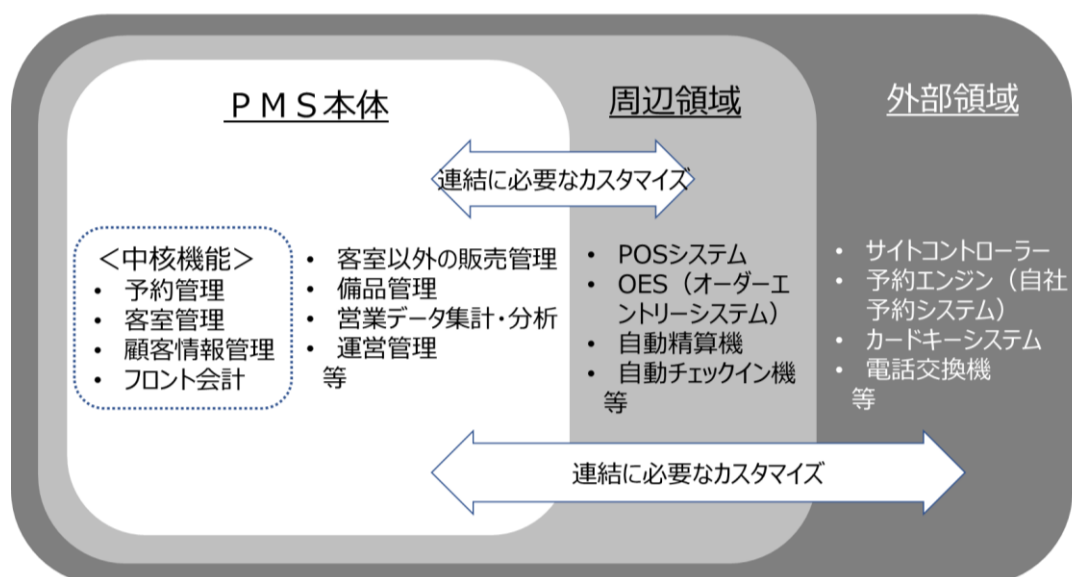 PMS本体
周辺領域
外部領域
連結に必要なカスタマイズ
<中核機能>
• 予約管理
• 客室管理
• 顧客情報管理
• フロント会計
• 客室以外の販売管理
• 備品管理
• 営業データ集計・分析
• 運営管理
等
• POSシステム
• OES（オーダーエ
ントリーシステム）
• 自動精算機
• 自動チェックイン機
等
• サイトコントローラー
• 予約エンジン（自社
予約システム）
• カードキーシステム
• 電話交換機
等
連結に必要なカスタマイズ